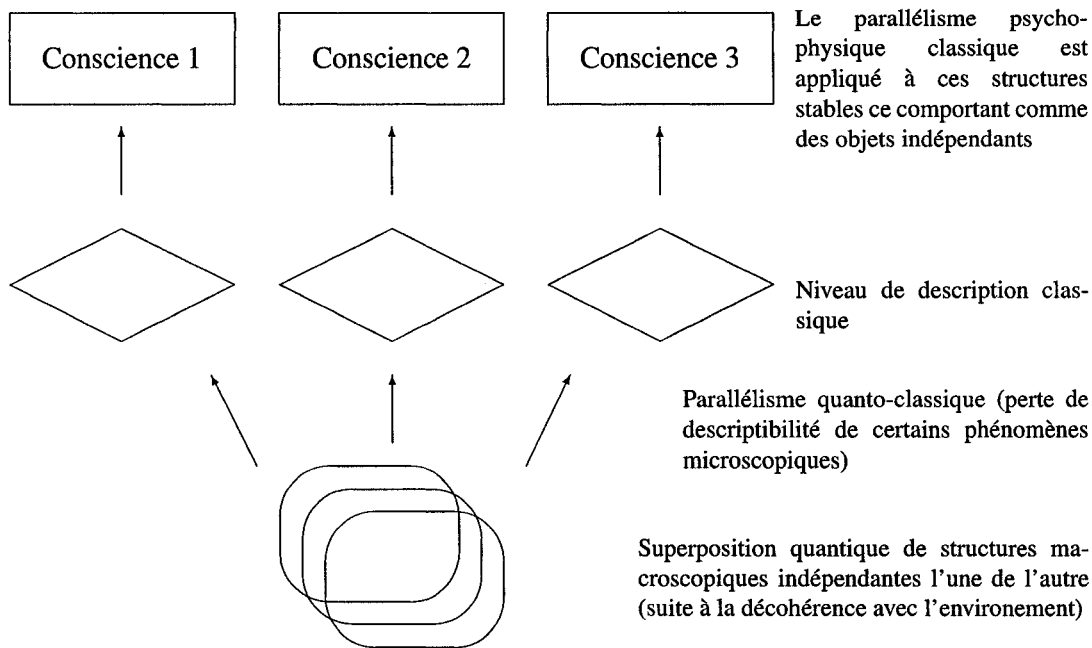 Conscience 1
Conscience 2
Conscience 3
Le parallélisme psycho-
physique classique est
appliqué à ces structures
stables ce comportant comme
des objets indépendants
Niveau de description clas-
sique
Parallélisme quanto-classique (perte de
descriptibilité de certains phénomènes
microscopiques)
Superposition quantique de structures ma-
croscopiques indépendantes l'une de l'autre
(suite à la décohérence avec l'environement)